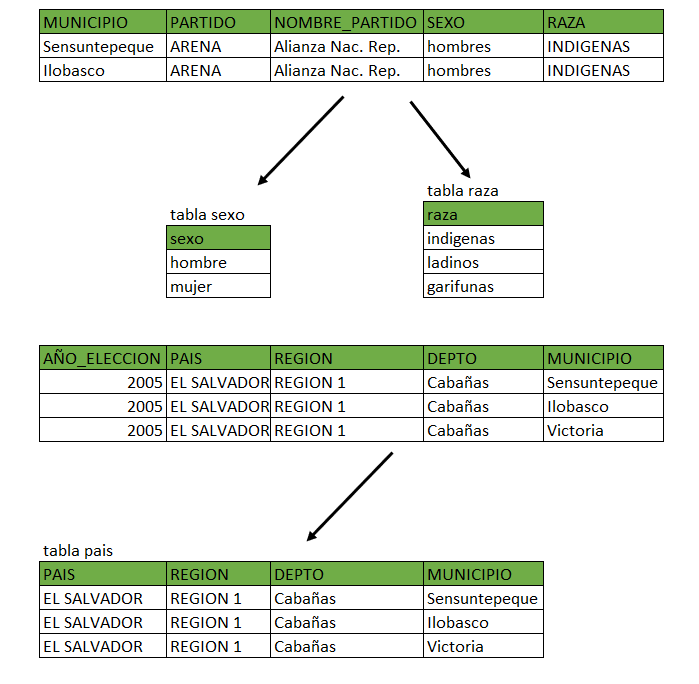 MUNICIPIO PARTIDO NOMBRE_PARTIDO SEXO RAZA
Sensuntepeque ARENA Alianza Nac. Rep. hombres INDIGENAS
Ilobasco ARENA Alianza Nac. Rep. hombres INDIGENAS
tabla sexo
sexo
hombre
mujer
tabla raza
raza
indigenas
ladinos
garifunas
AÑO_ELECCION PAIS REGION DEPTO MUNICIPIO
2005 EL SALVADOR REGION 1 Cabañas Sensuntepeque
2005 EL SALVADOR REGION 1 Cabañas Ilobasco
2005 EL SALVADOR REGION 1 Cabañas Victoria
tabla pais
PAIS REGION DEPTO MUNICIPIO
EL SALVADOR REGION 1 Cabañas Sensuntepeque
EL SALVADOR REGION 1 Cabañas Ilobasco
EL SALVADOR REGION 1 Cabañas Victoria